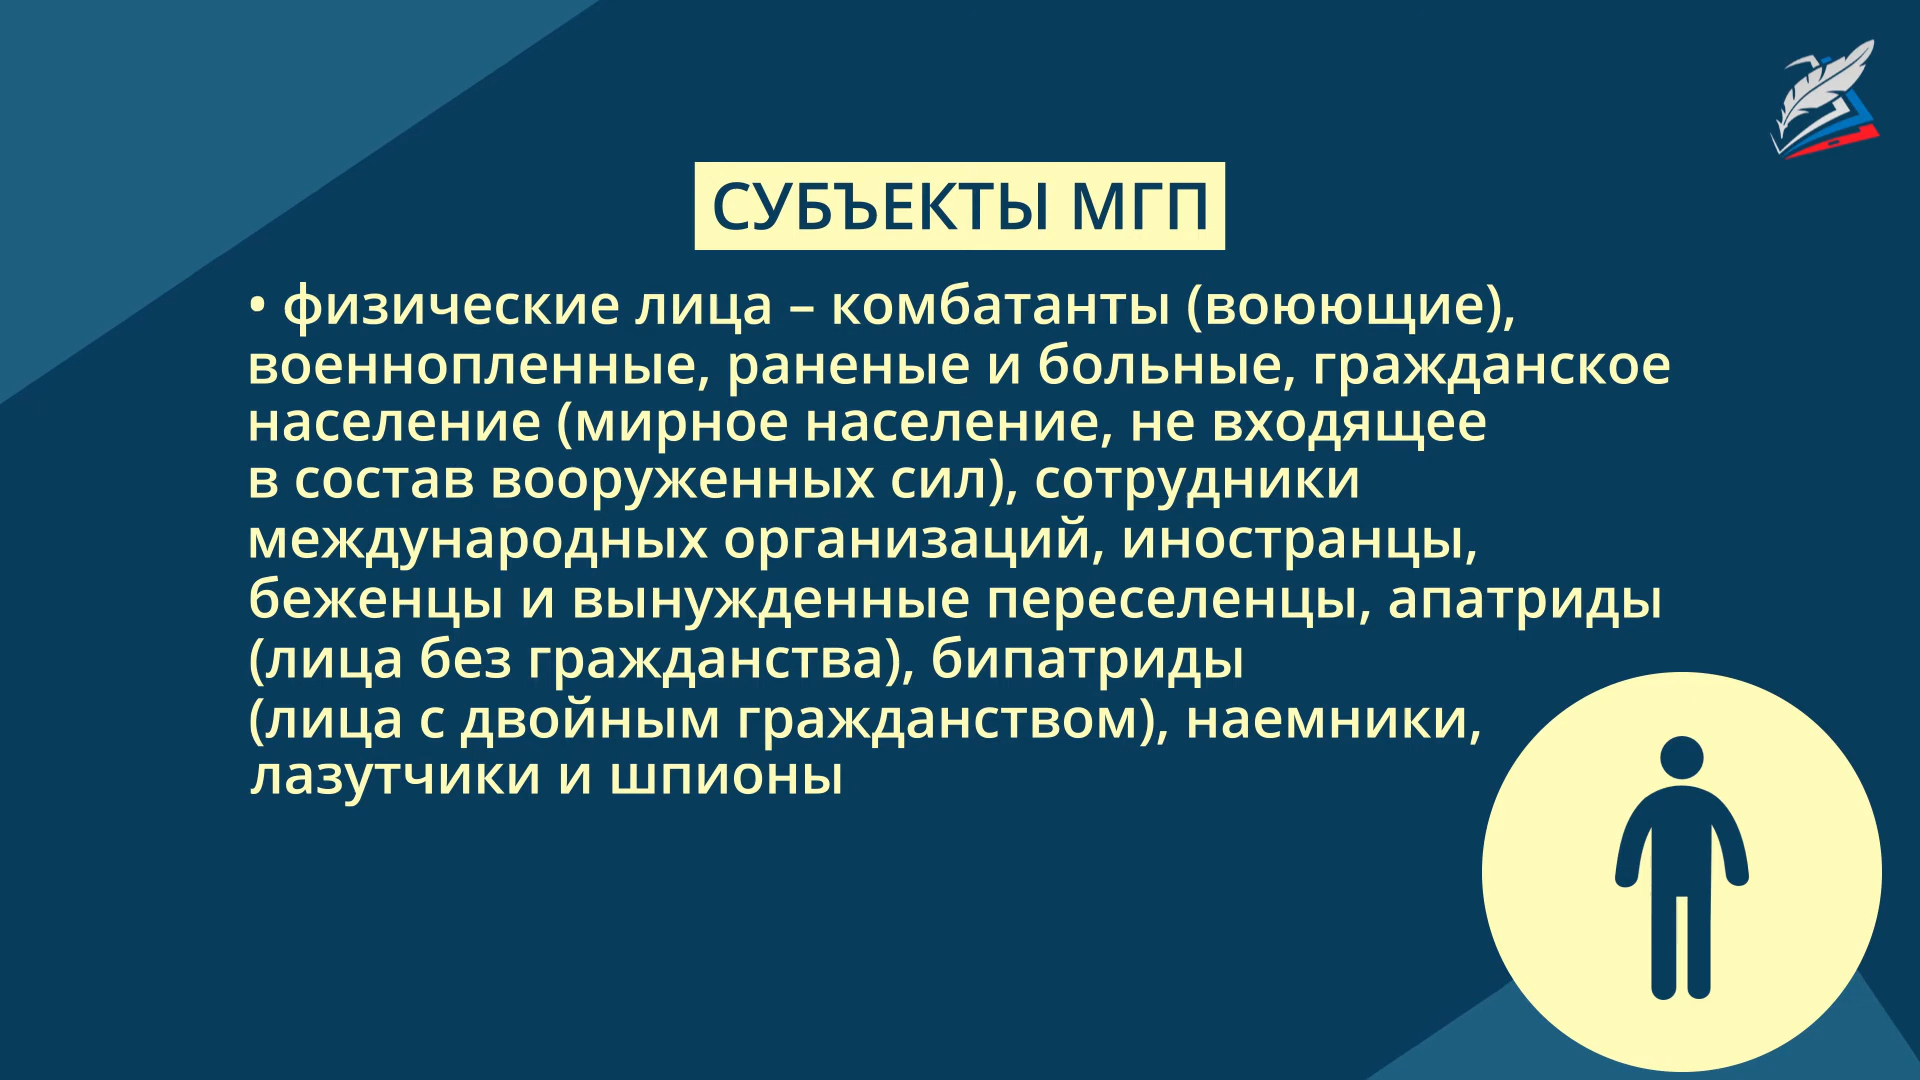 СУБЪЕКТЫ МГП
• физические лица – комбатанты (воюющие),
военнопленные, раненые и больные, гражданское
население (мирное население, не входящее
в состав вооруженных сил), сотрудники
международных организаций, иностранцы,
беженцы и вынужденные переселенцы, апатриды
(лица без гражданства), бипатриды
(лица с двойным гражданством), наемники,
лазутчики и шпионы